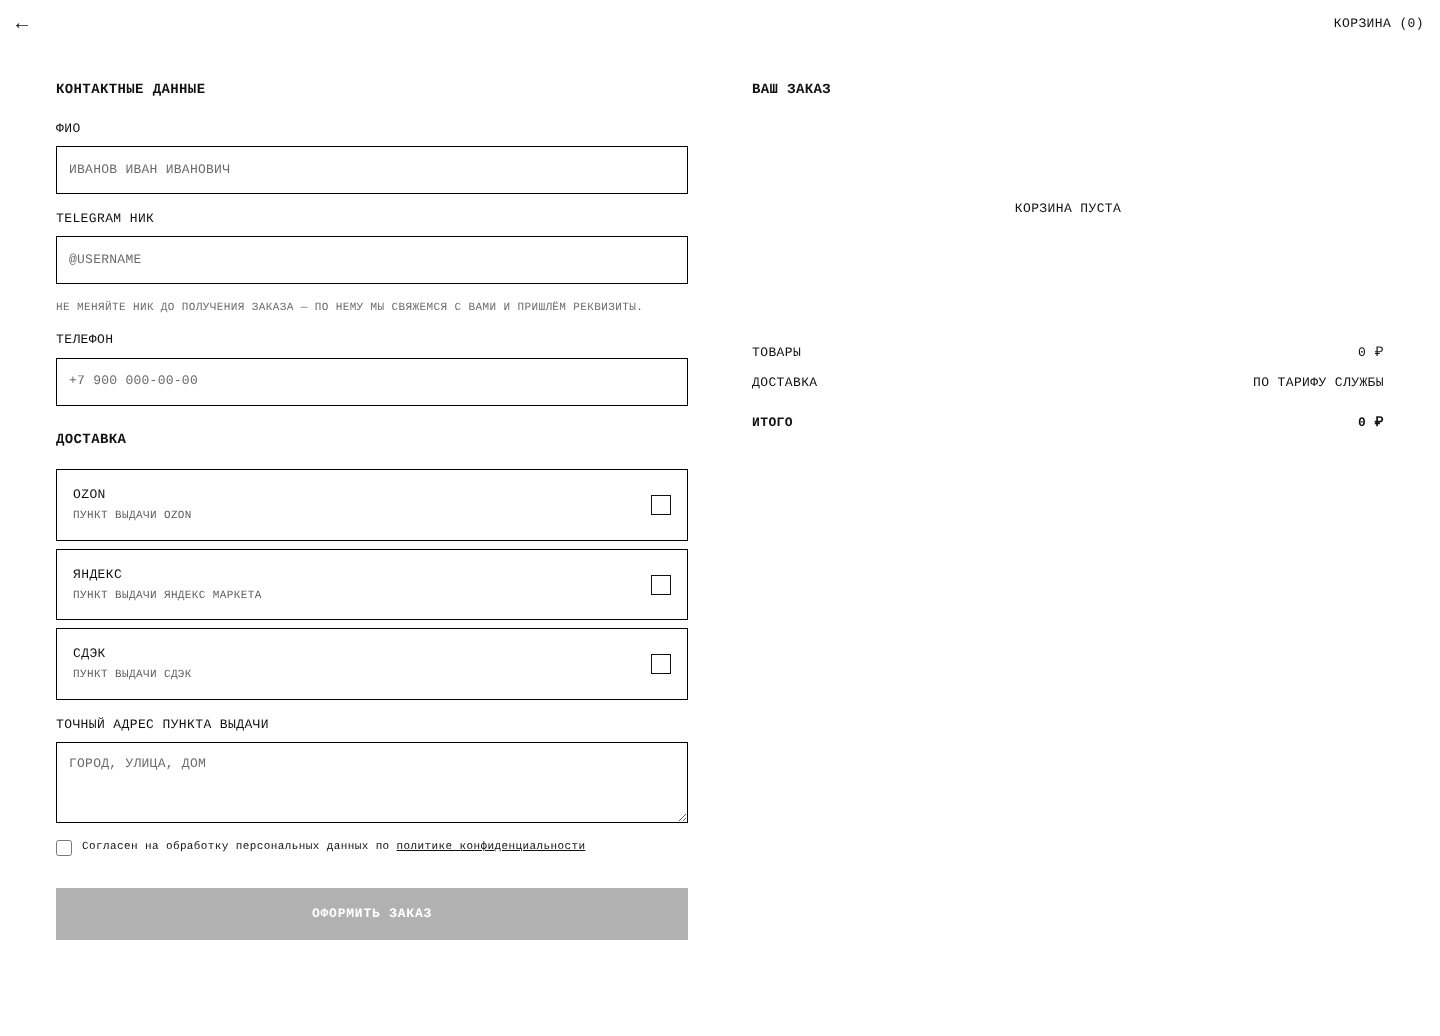 ←
КОРЗИНА (0)
КОНТАКТНЫЕ ДАННЫЕ
ФИО
ИВАНОВ ИВАН ИВАНОВИЧ
TELEGRAM НИК
@USERNAME
НЕ МЕНЯЙТЕ НИК ДО ПОЛУЧЕНИЯ ЗАКАЗА — ПО НЕМУ МЫ СВЯЖЕМСЯ С ВАМИ И ПРИШЛЁМ РЕКВИЗИТЫ.
ТЕЛЕФОН
+7 900 000-00-00
ДОСТАВКА
OZON
ПУНКТ ВЫДАЧИ OZON
ЯНДЕКС
ПУНКТ ВЫДАЧИ ЯНДЕКС МАРКЕТА
СДЭК
ПУНКТ ВЫДАЧИ СДЭК
ТОЧНЫЙ АДРЕС ПУНКТА ВЫДАЧИ
ГОРОД, УЛИЦА, ДОМ
Согласен на обработку персональных данных по политике конфиденциальности
ОФОРМИТЬ ЗАКАЗ
ВАШ ЗАКАЗ
КОРЗИНА ПУСТА
ТОВАРЫ 0 ₽
ДОСТАВКА ПО ТАРИФУ СЛУЖБЫ
ИТОГО 0 ₽